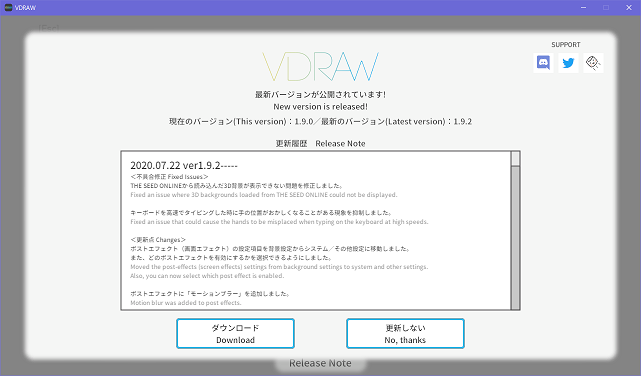 VDRAW
SUPPORT
VDRAW
最新バージョンが公開されています!
New version is released!
現在のバージョン(This version)：1.9.0／最新のバージョン(Latest version)：1.9.2
更新履歴　Release Note
2020.07.22 ver1.9.2-----
＜不具合修正 Fixed Issues＞
THE SEED ONLINEから読み込んだ3D背景が表示できない問題を修正しました。
Fixed an issue where 3D backgrounds loaded from THE SEED ONLINE could not be displayed.
キーボードを高速でタイピングした時に手の位置がおかしくなることがある現象を抑制しました。
Fixed an issue that could cause the hands to be misplaced when typing on the keyboard at high speeds.
＜更新点 Changes＞
ポストエフェクト（画面エフェクト）の設定項目を背景設定からシステム／その他設定に移動しました。
また、どのポストエフェクトを有効にするかを選択できるようにしました。
Moved the post-effects (screen effects) settings from background settings to system and other settings.
Also, you can now select which post effect is enabled.
ポストエフェクトに「モーションブラー」を追加しました。
Motion blur was added to post effects.
ダウンロード
Download
更新しない
No, thanks
Release Note